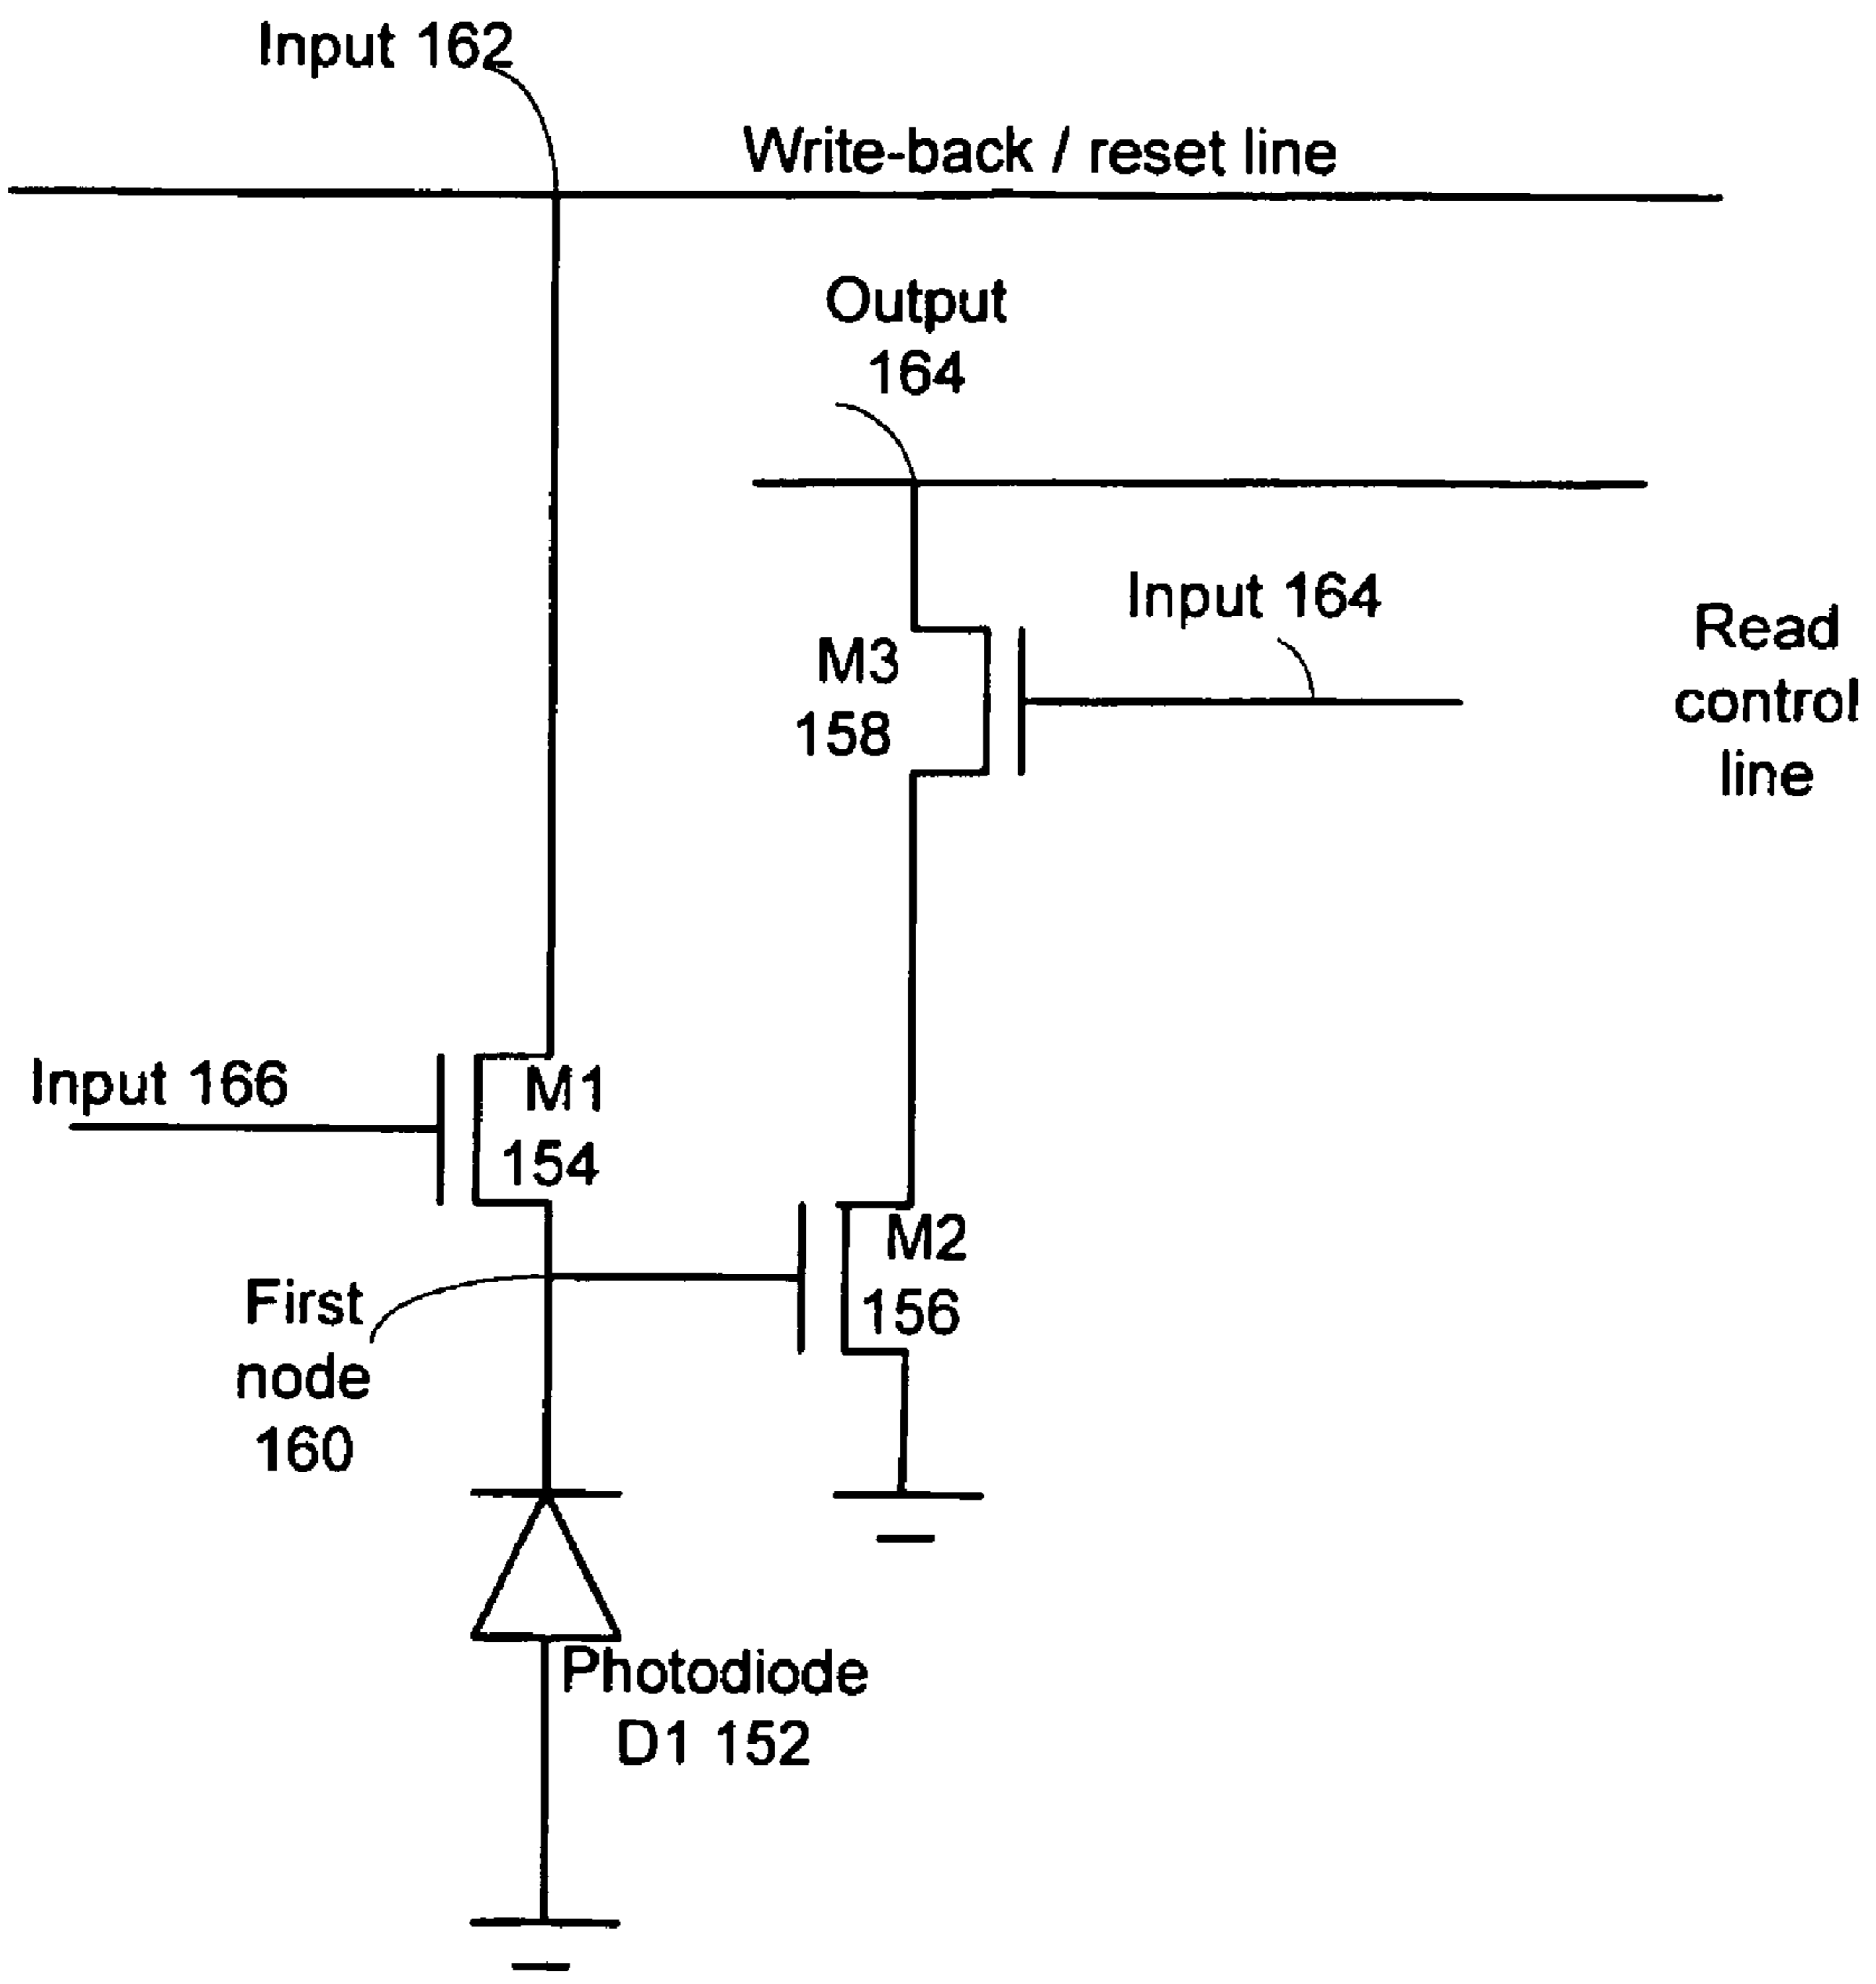 Input 162
Write-back / reset line
Output
164
Input 164
Read
control
line
M3
158
Input 166
M1
154
M2
156
First
node
160
Photodiode
D1 152